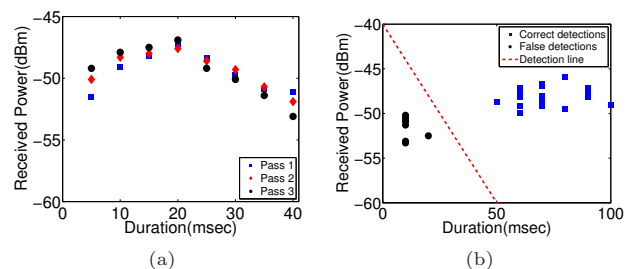 Received Power(dBm)
−45
−50
−55
−60
0
10
20
30
40
Duration(msec)
Pass 1
Pass 2
Pass 3
(a)
Received Power(dBm)
−40
−45
−50
−55
−60
0
50
100
Duration(msec)
Correct detections
False detections
Detection line
(b)